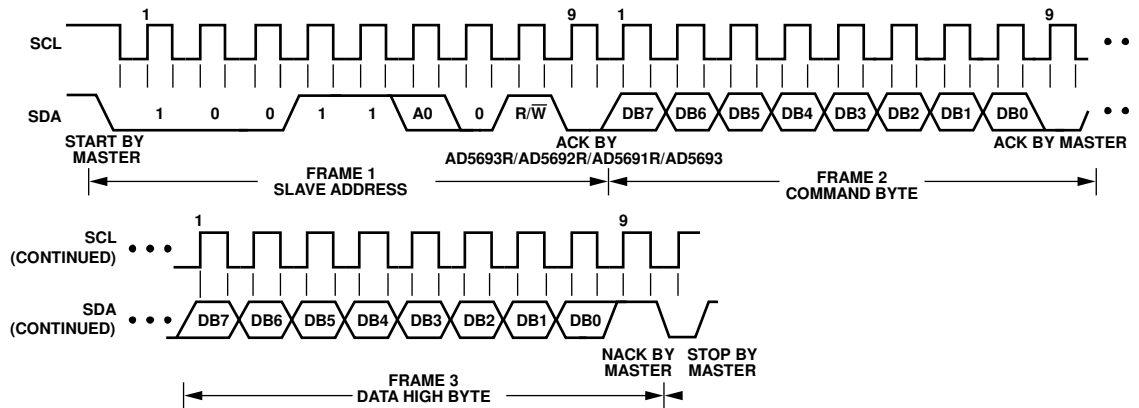 1 9 1 9
SCL
SDA 1 0 0 1 1 A0 0 R/W̅ DB7 DB6 DB5 DB4 DB3 DB2 DB1 DB0
START BY
MASTER
ACK BY
AD5693R/AD5692R/AD5691R/AD5693
ACK BY MASTER
FRAME 1
SLAVE ADDRESS
FRAME 2
COMMAND BYTE
1 9
SCL
(CONTINUED)
SDA
(CONTINUED)
DB7 DB6 DB5 DB4 DB3 DB2 DB1 DB0
NACK BY
MASTER
STOP BY
MASTER
FRAME 3
DATA HIGH BYTE